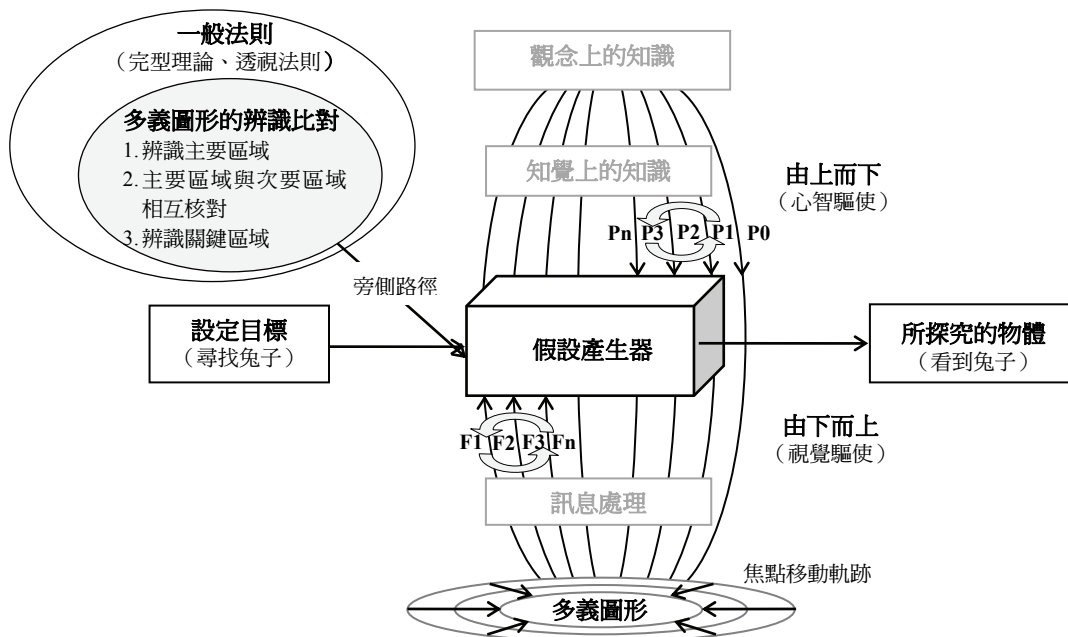 一般法則
（完型理論、透視法則）
多義圖形的辨識比對
1. 辨識主要區域
2. 主要區域與次要區域
相互核對
3. 辨識關鍵區域
旁側路徑
觀念上的知識
知覺上的知識
由上而下
（心智驅使）
Pn P3 P2 P1 P0
設定目標
（尋找兔子）
假設產生器
所探究的物體
（看到兔子）
F1 F2 F3 Fn
由下而上
（視覺驅使）
訊息處理
焦點移動軌跡
多義圖形